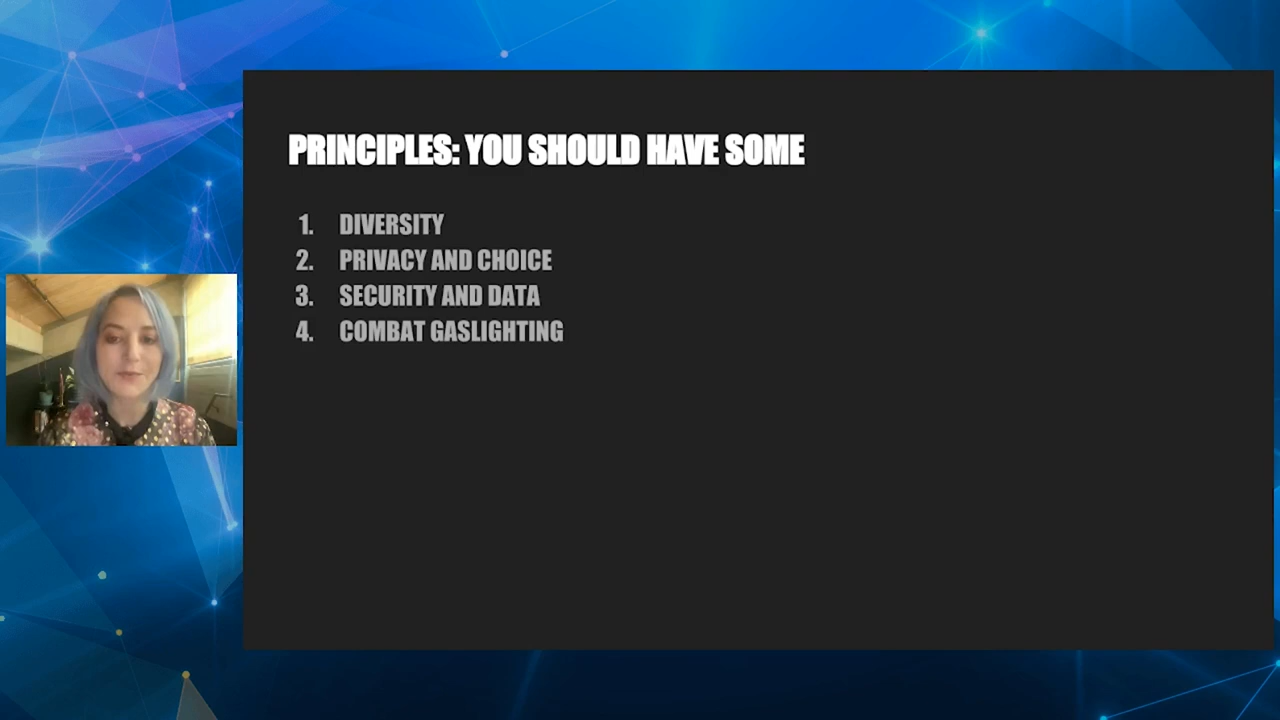 PRINCIPLES: YOU SHOULD HAVE SOME
1. DIVERSITY
2. PRIVACY AND CHOICE
3. SECURITY AND DATA
4. COMBAT GASLIGHTING